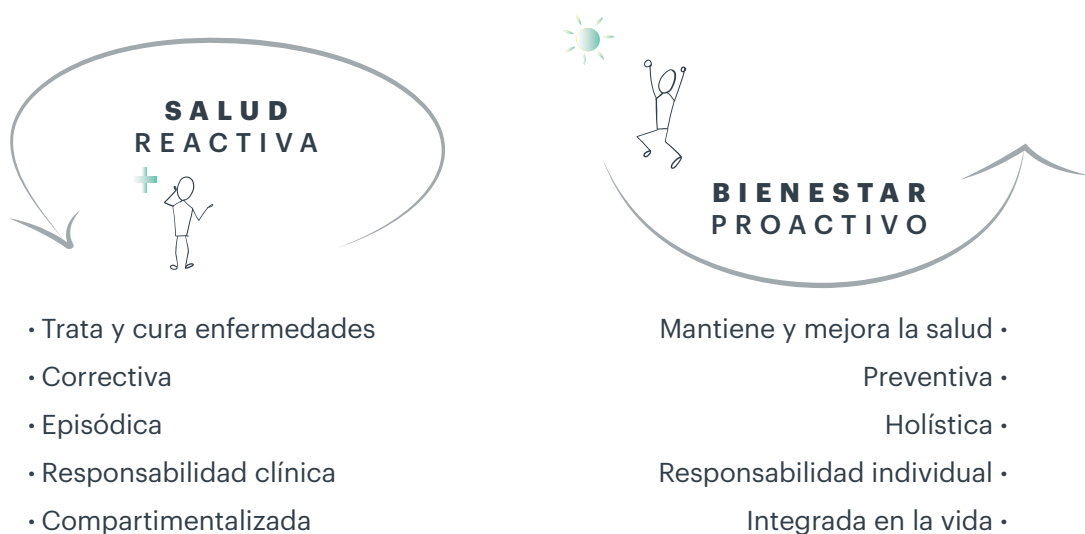 SALUD
REACTIVA
· Trata y cura enfermedades
· Correctiva
· Episódica
· Responsabilidad clínica
· Compartimentalizada
BIENESTAR
PROACTIVO
Mantiene y mejora la salud ·
Preventiva ·
Holística ·
Responsabilidad individual ·
Integrada en la vida ·